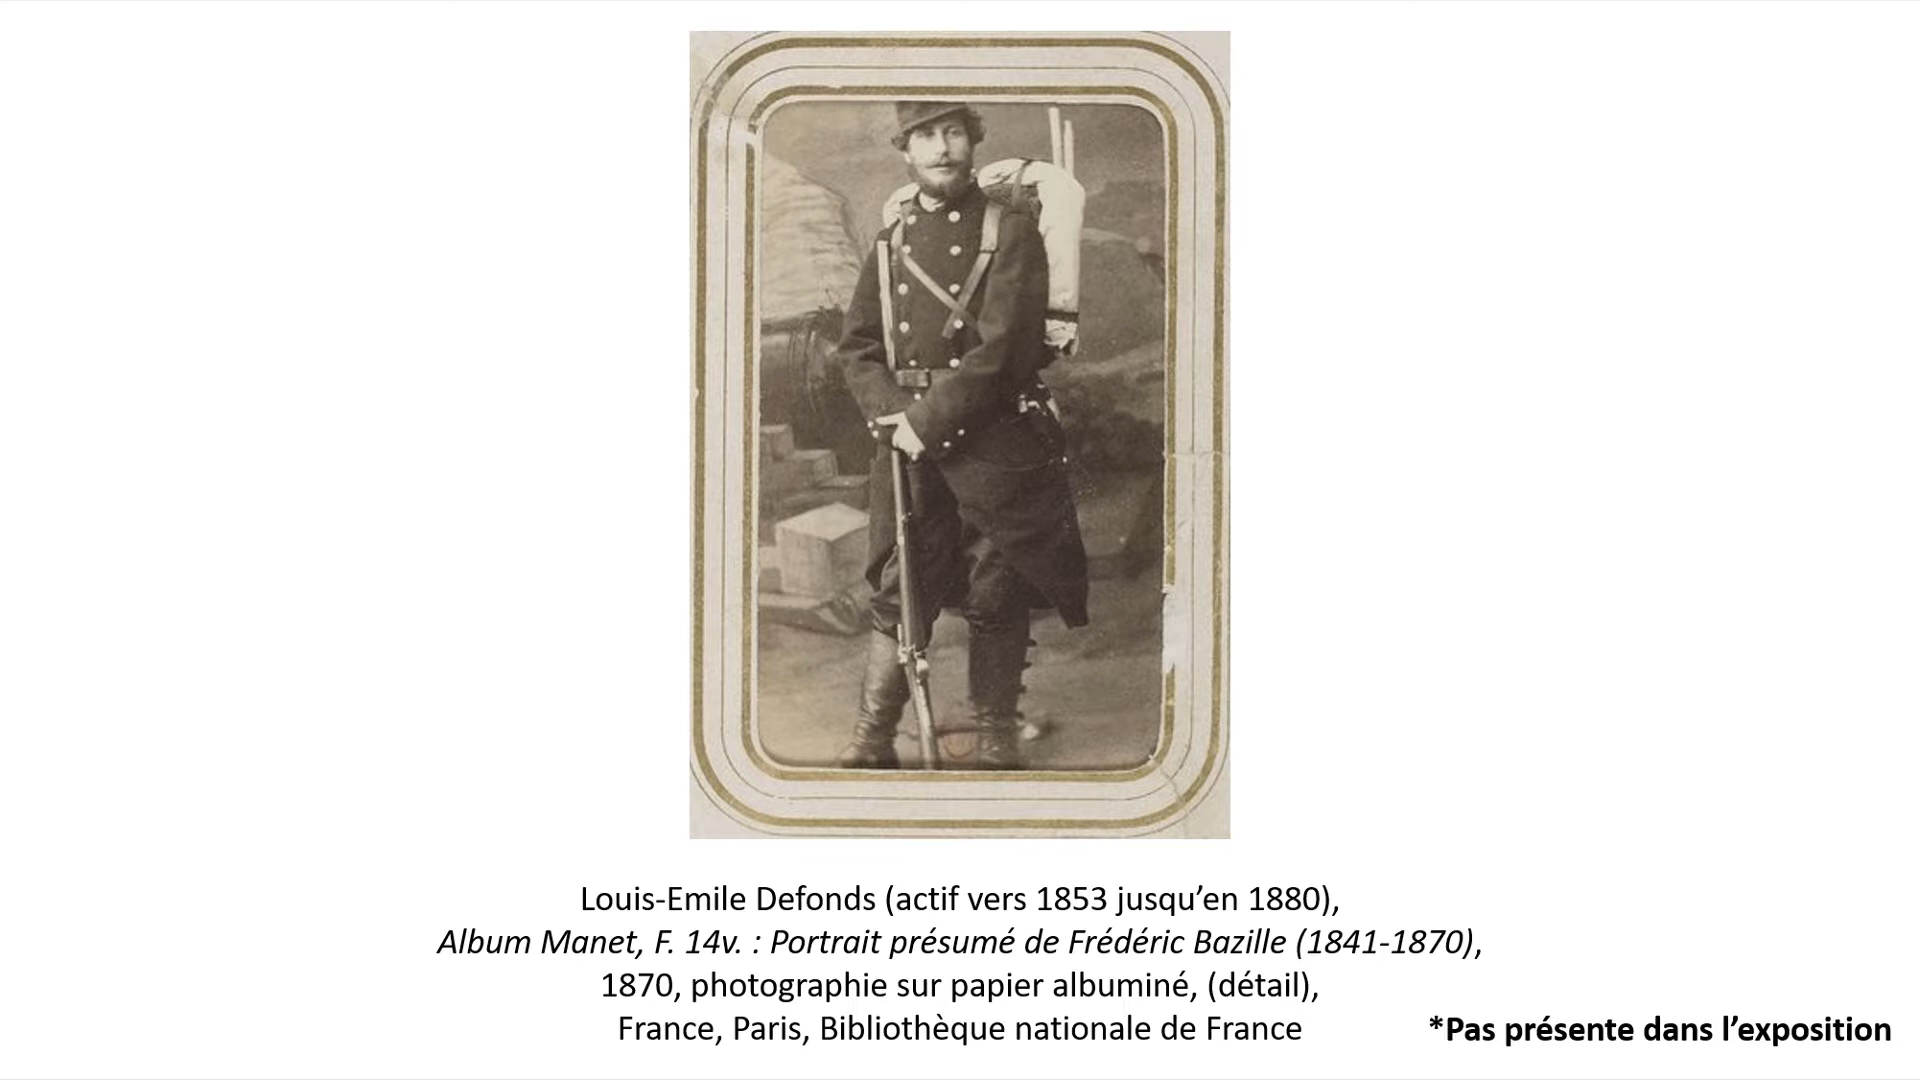 Louis-Emile Defonds (actif vers 1853 jusqu’en 1880),
Album Manet, F. 14v. : Portrait présumé de Frédéric Bazille (1841-1870),
1870, photographie sur papier albuminé, (détail),
France, Paris, Bibliothèque nationale de France
*Pas présente dans l’exposition